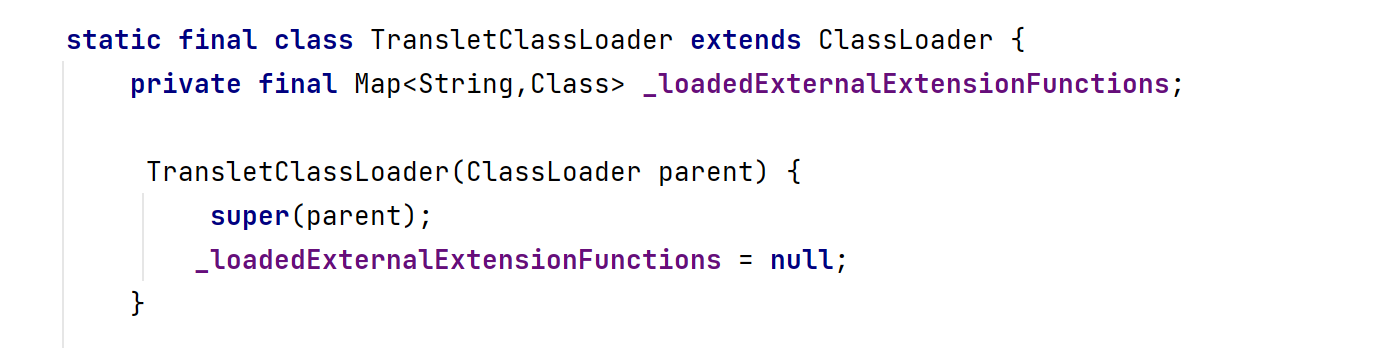 static final class TransletClassLoader extends ClassLoader {
    private final Map<String,Class> _loadedExternalExtensionFunctions;

     TransletClassLoader(ClassLoader parent) {
         super(parent);
        _loadedExternalExtensionFunctions = null;
    }